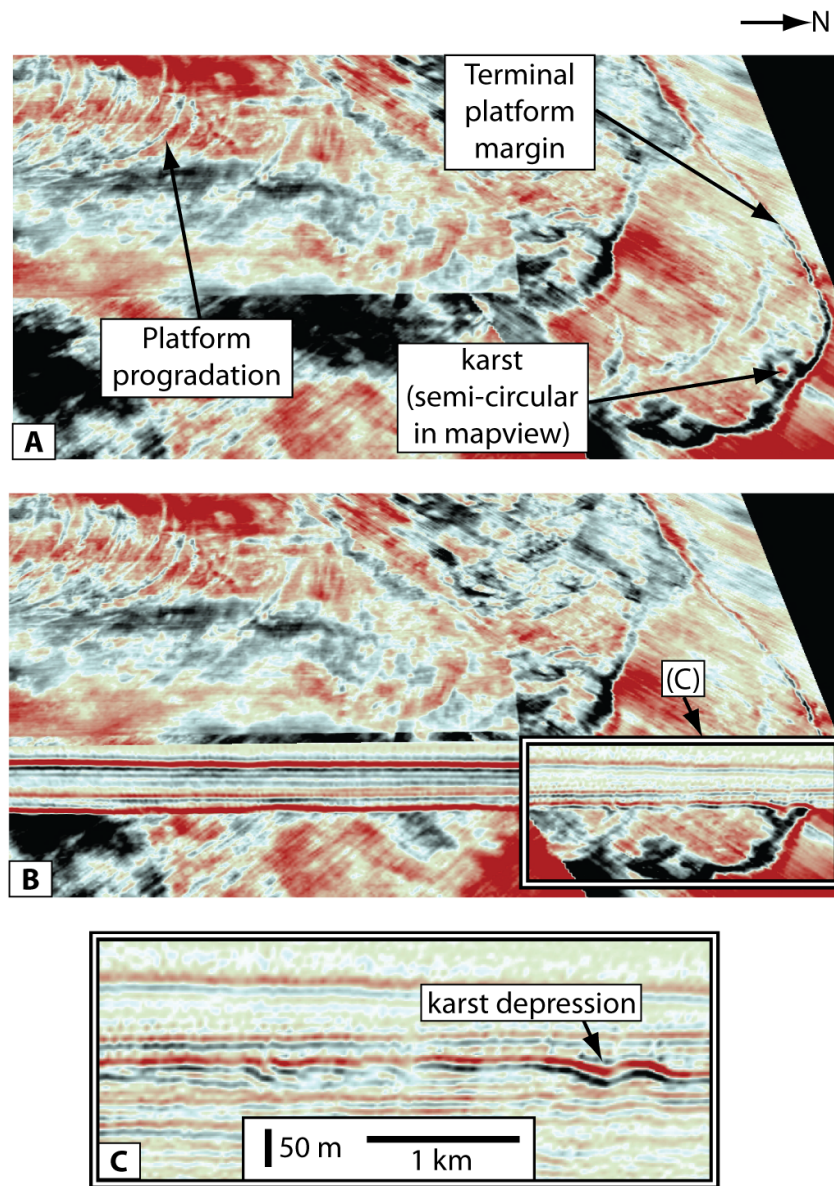 N
Terminal
platform
margin
Platform
progradation
karst
(semi-circular
in mapview)
A
(C)
B
karst depression
50 m
1 km
C